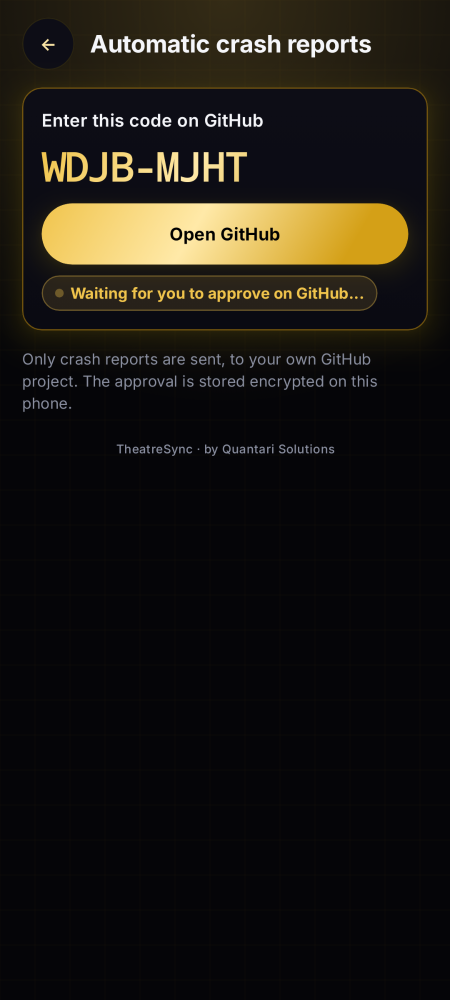 Automatic crash reports
Enter this code on GitHub
WDJB-MJHT
Open GitHub
Waiting for you to approve on GitHub...
Only crash reports are sent, to your own GitHub
project. The approval is stored encrypted on this
phone.
TheatreSync · by Quantari Solutions